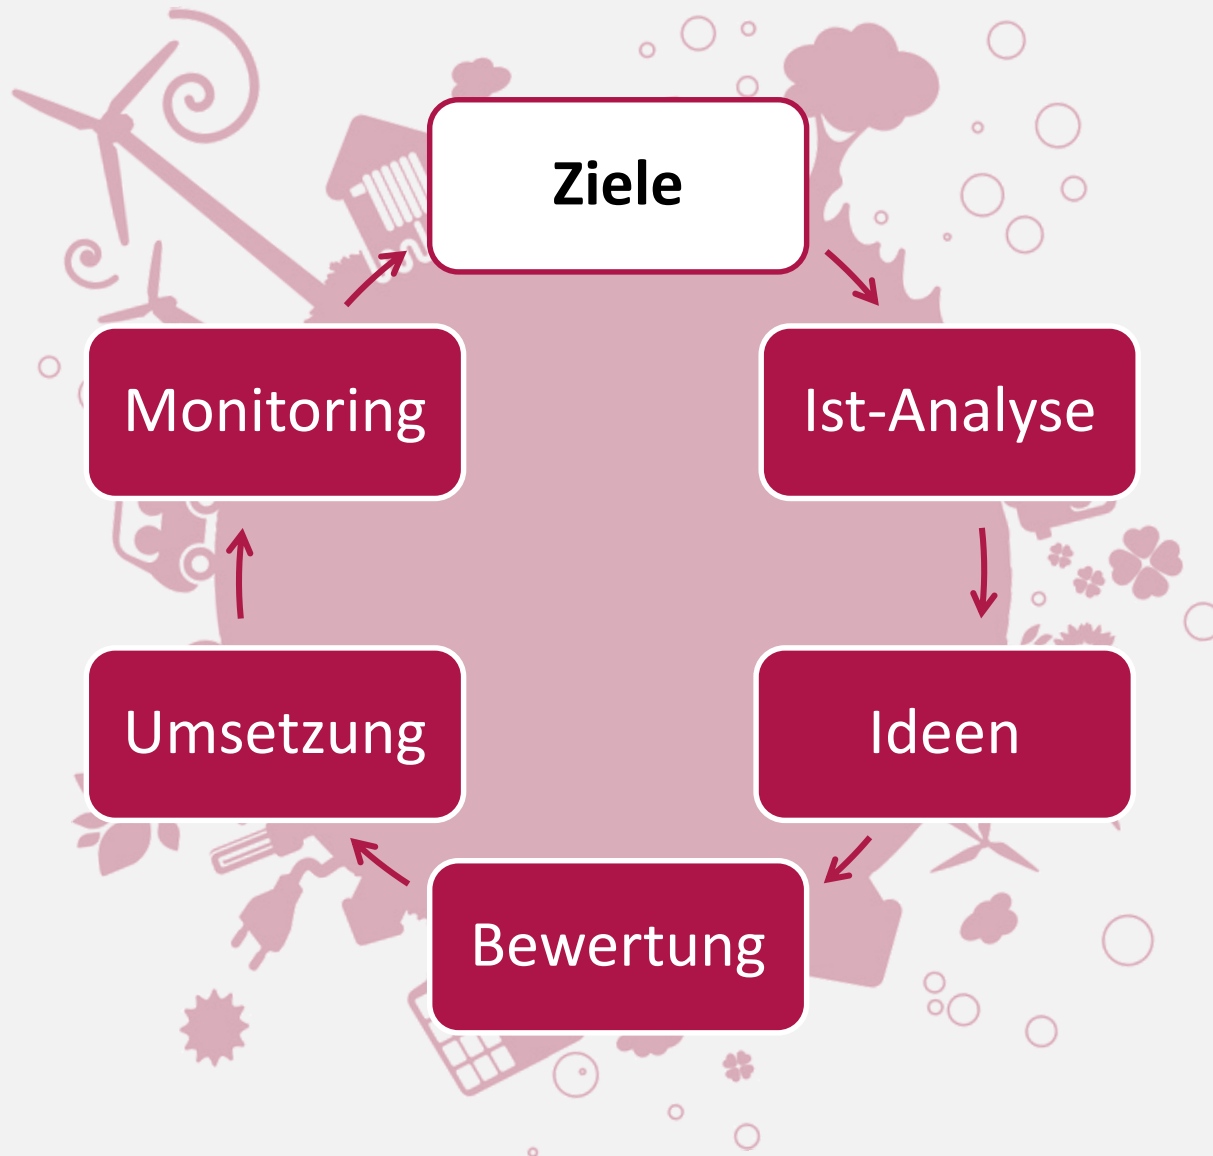 Ziele
Ist-Analyse
Ideen
Bewertung
Umsetzung
Monitoring